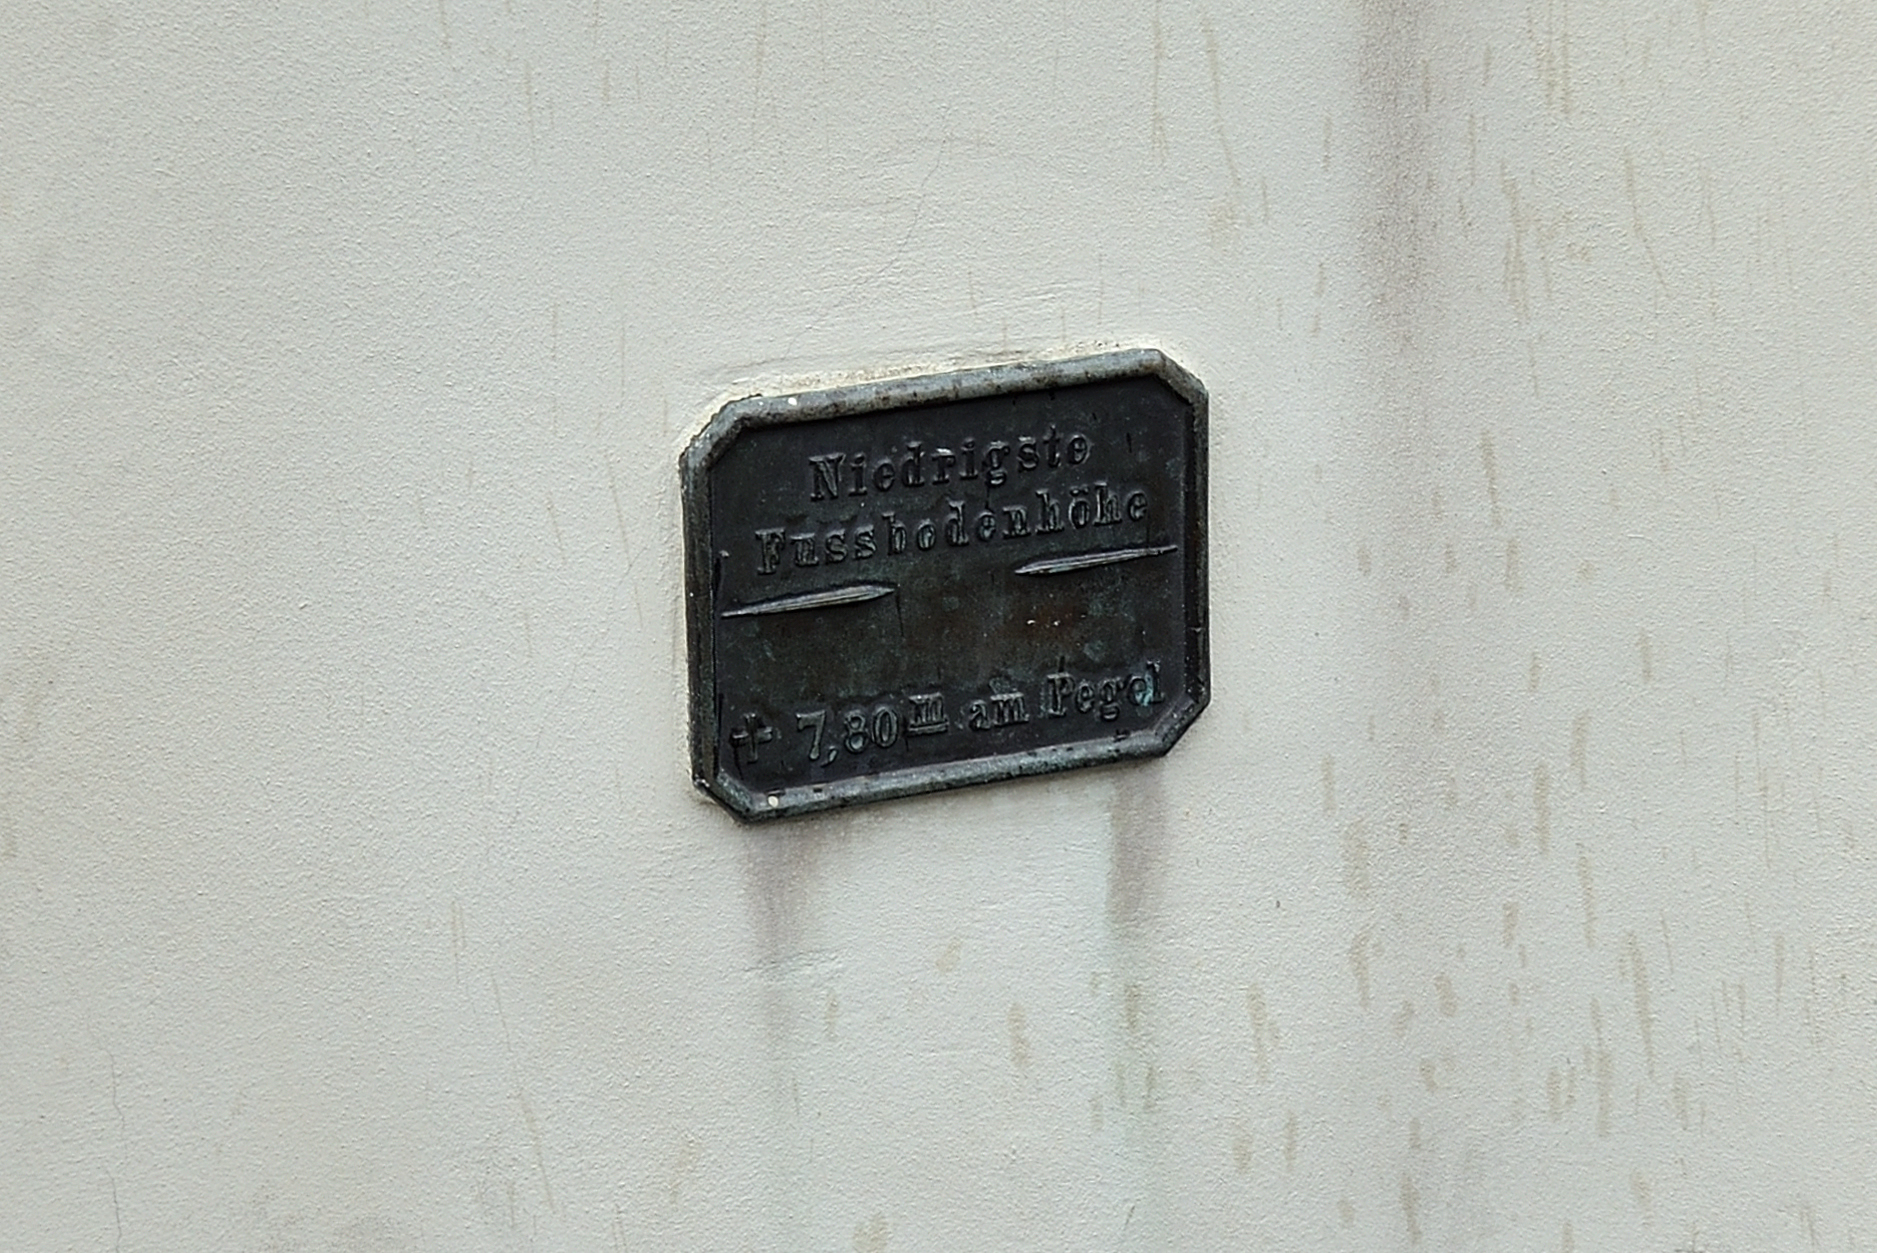 Niedrigste
Fussbodenhöhe
+ 7,80 m am Pegel